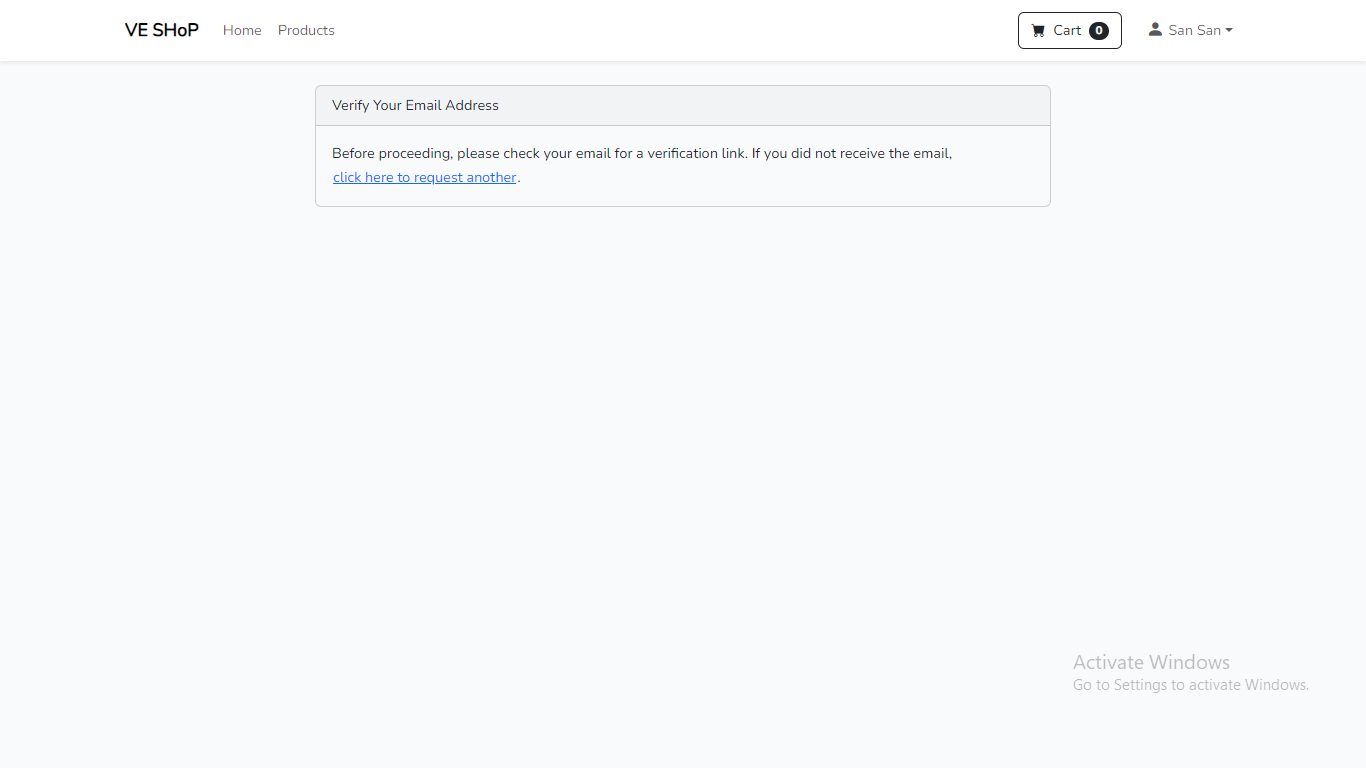 VE SHoP
Home
Products
Cart 0
San San
Verify Your Email Address
Before proceeding, please check your email for a verification link. If you did not receive the email,
click here to request another.
Activate Windows
Go to Settings to activate Windows.